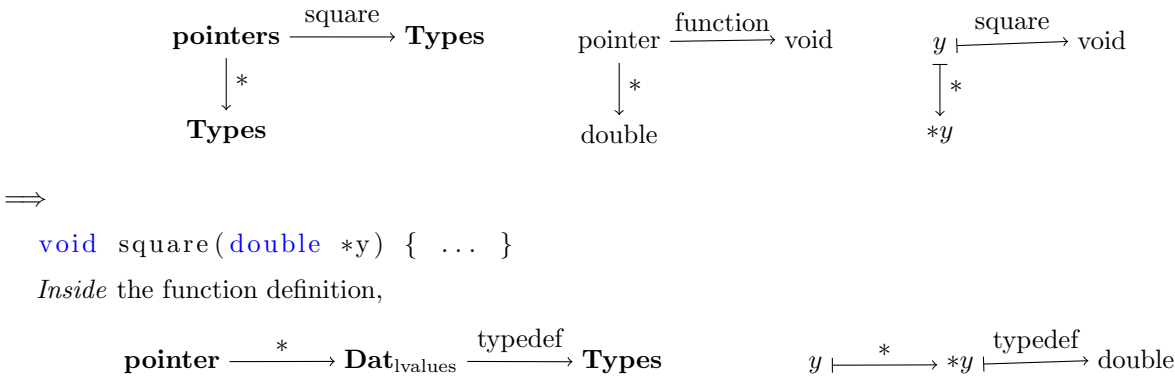 square function square
pointers Types pointer void y void
* * *
Types double *y
⟹
void square(double *y) { ... }
Inside the function definition,
* typedef * typedef
pointer Dat_lvalues Types y *y double